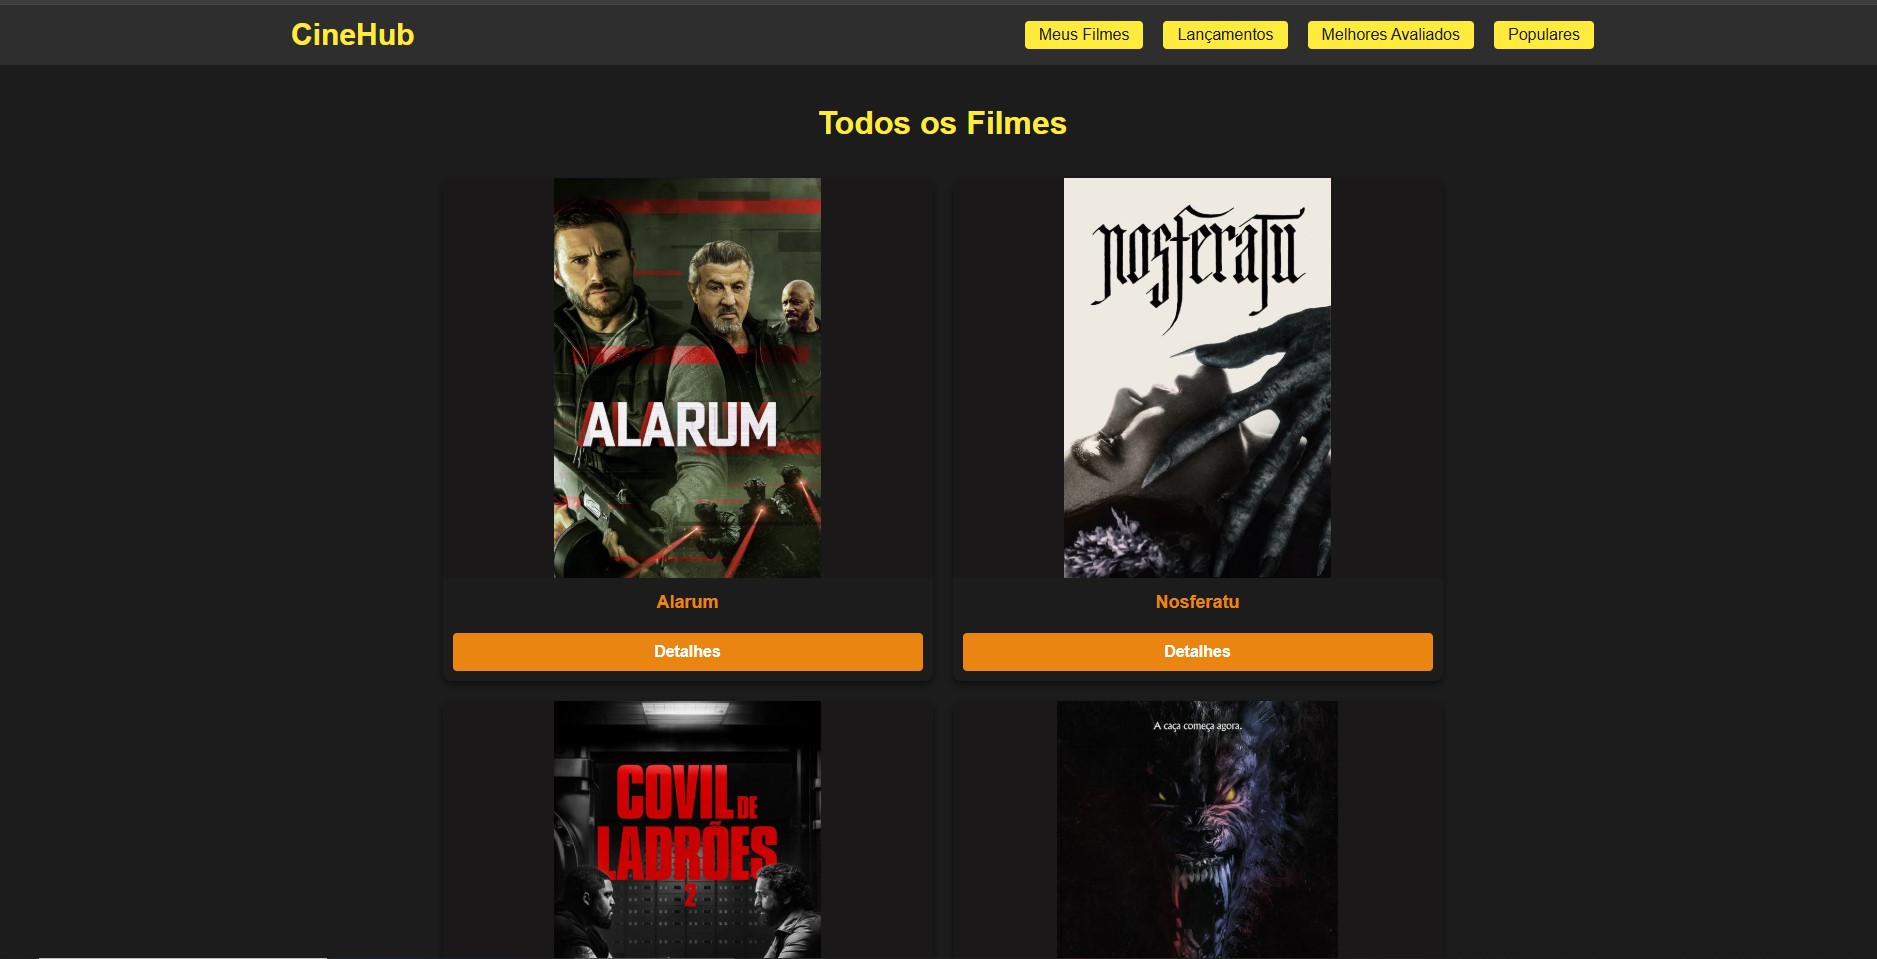 CineHub
Meus Filmes
Lançamentos
Melhores Avaliados
Populares
Todos os Filmes
ALARUM
nosferatu
Alarum
Nosferatu
Detalhes
Detalhes
COVIL DE
LADRÕES
2
A caça começa agora.